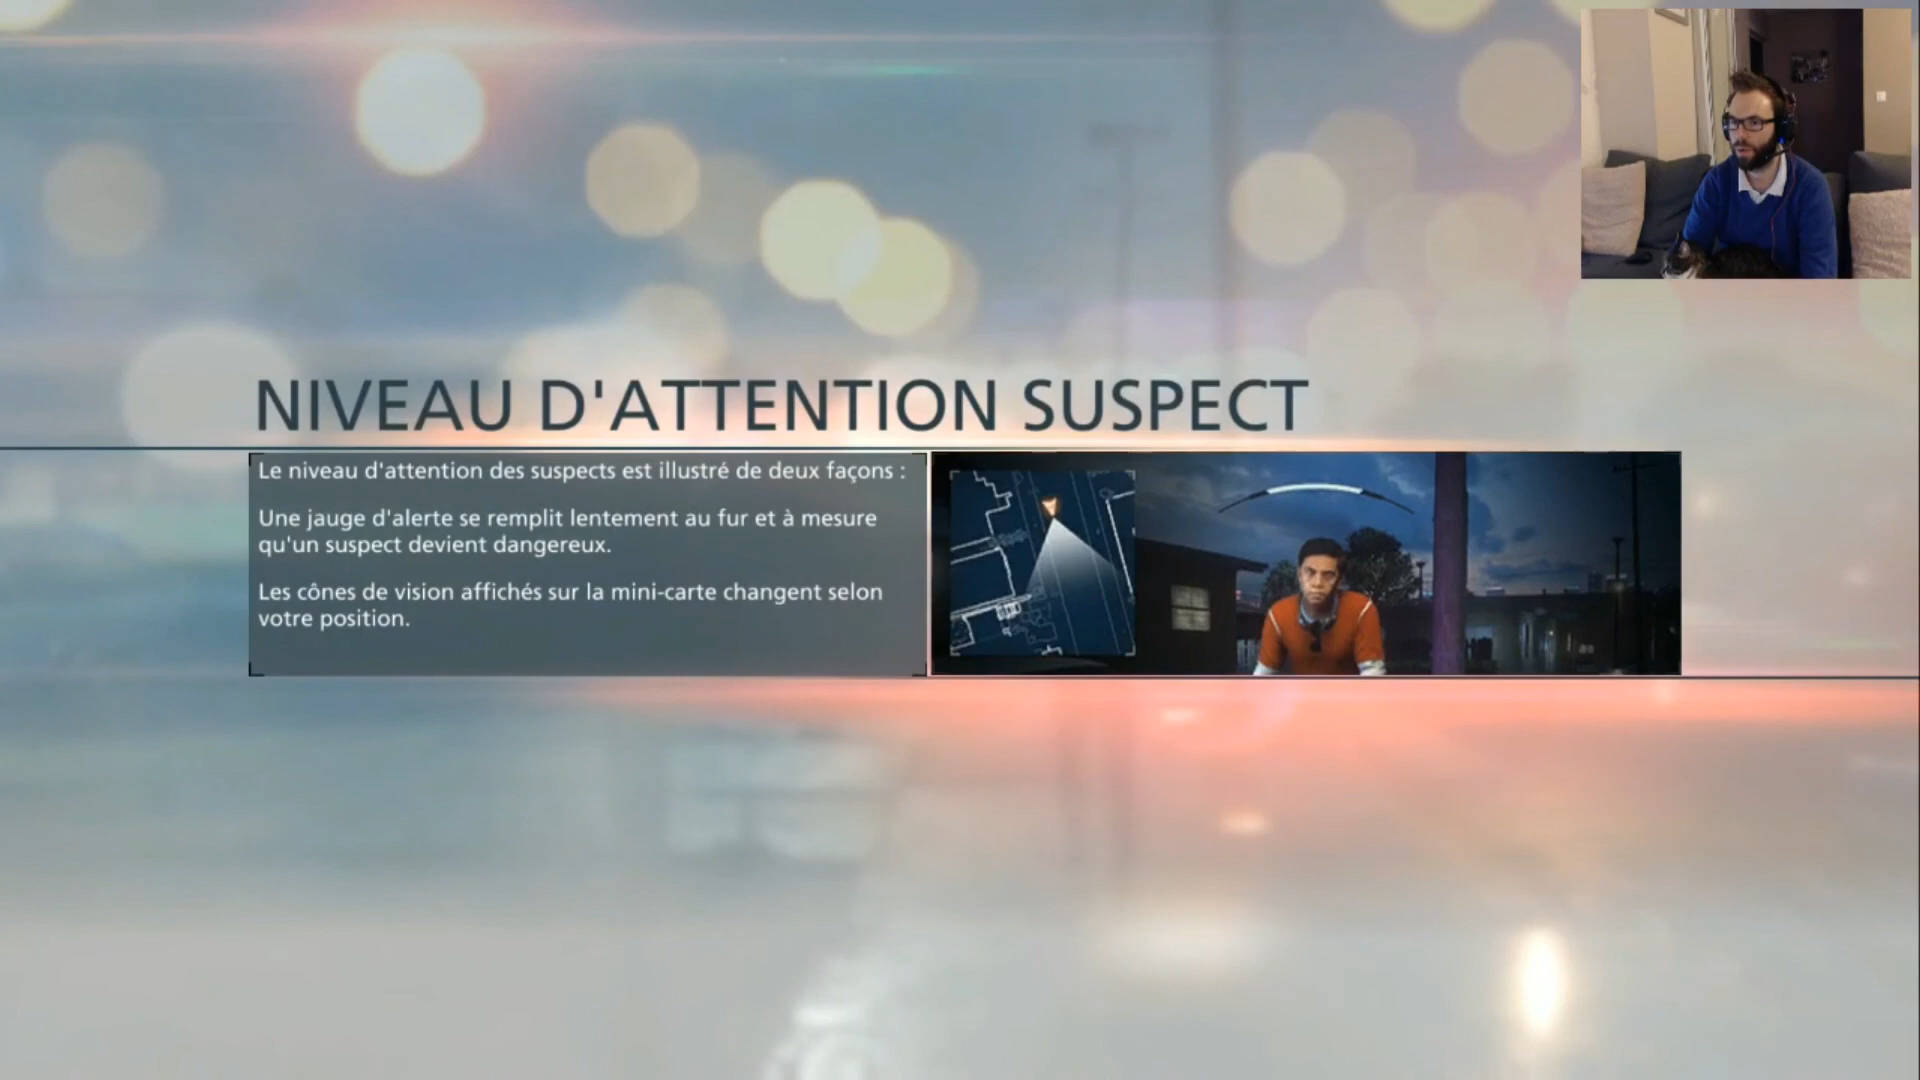 NIVEAU D'ATTENTION SUSPECT
Le niveau d'attention des suspects est illustré de deux façons :
Une jauge d'alerte se remplit lentement au fur et à mesure
qu'un suspect devient dangereux.
Les cônes de vision affichés sur la mini-carte changent selon
votre position.